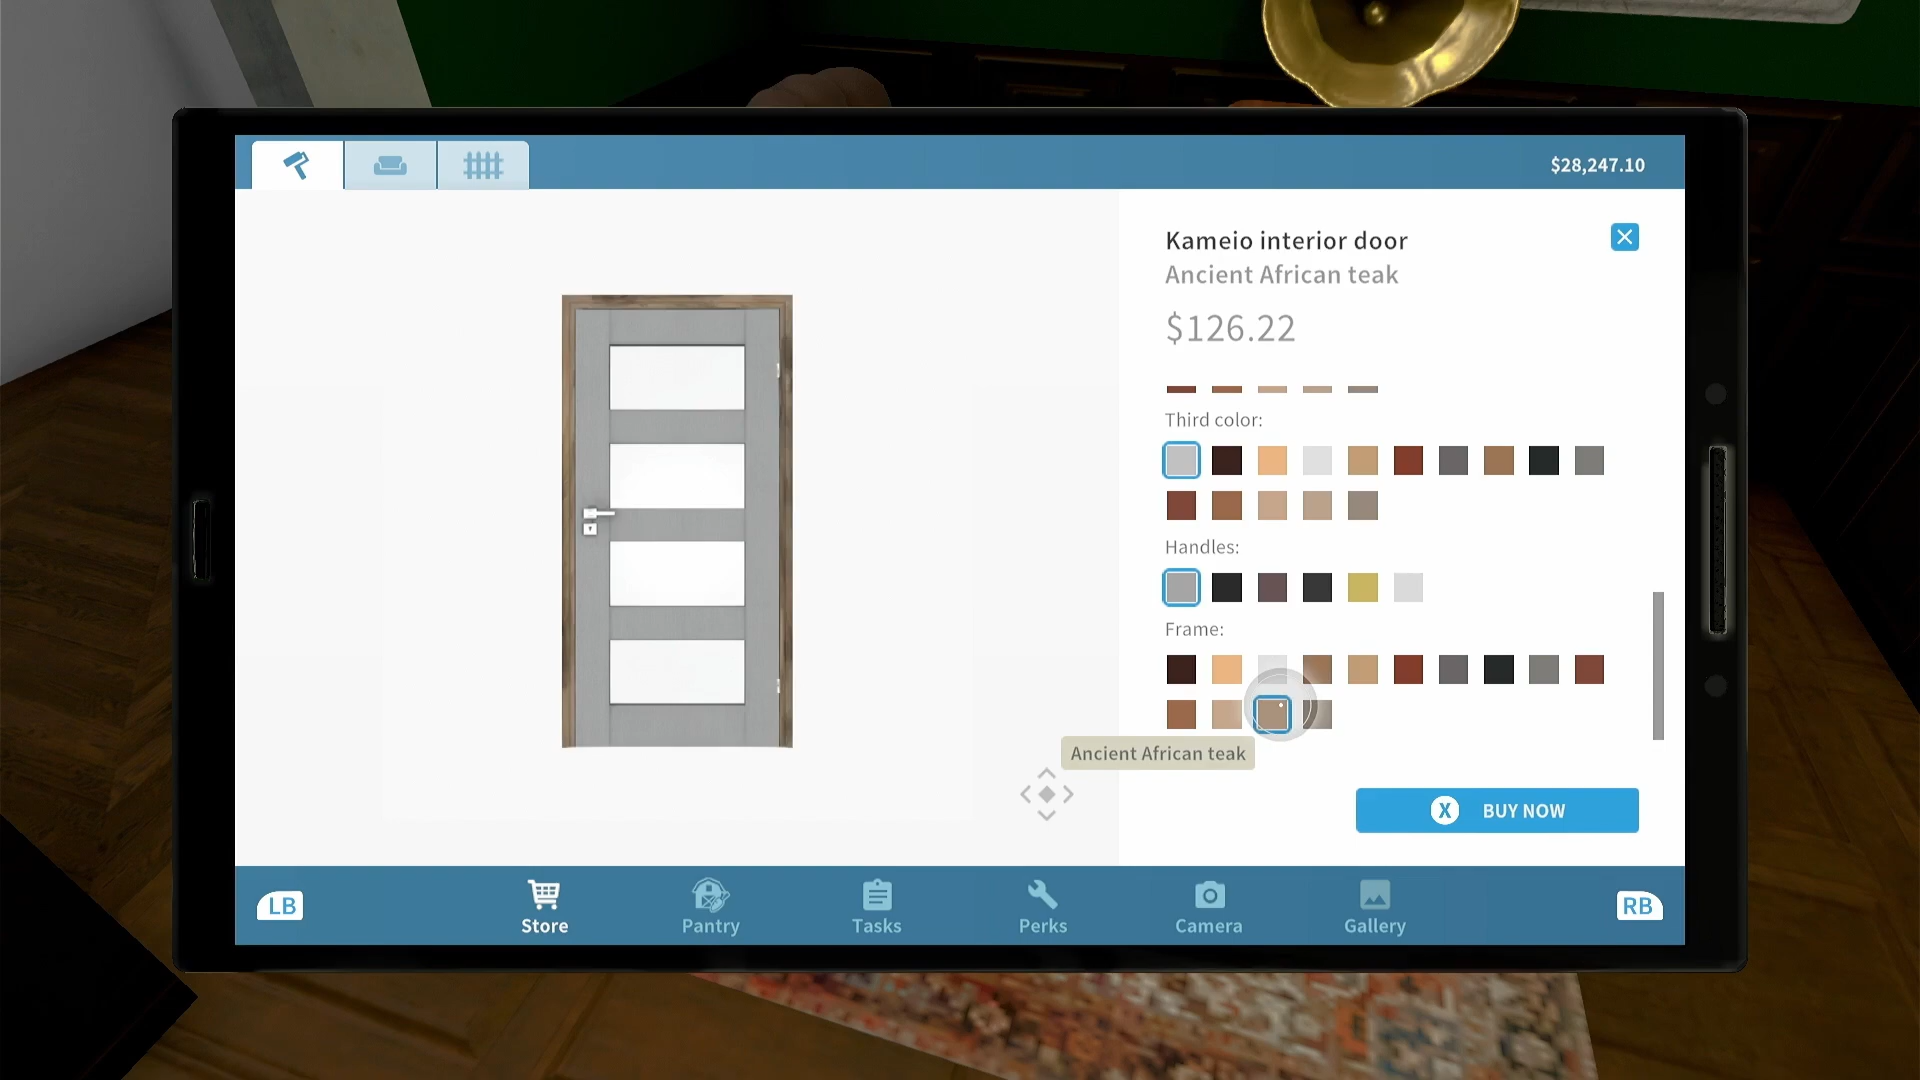 $28,247.10
Kameio interior door
Ancient African teak
$126.22
Third color:
Handles:
Frame:
Ancient African teak
X BUY NOW
LB
Store
Pantry
Tasks
Perks
Camera
Gallery
RB